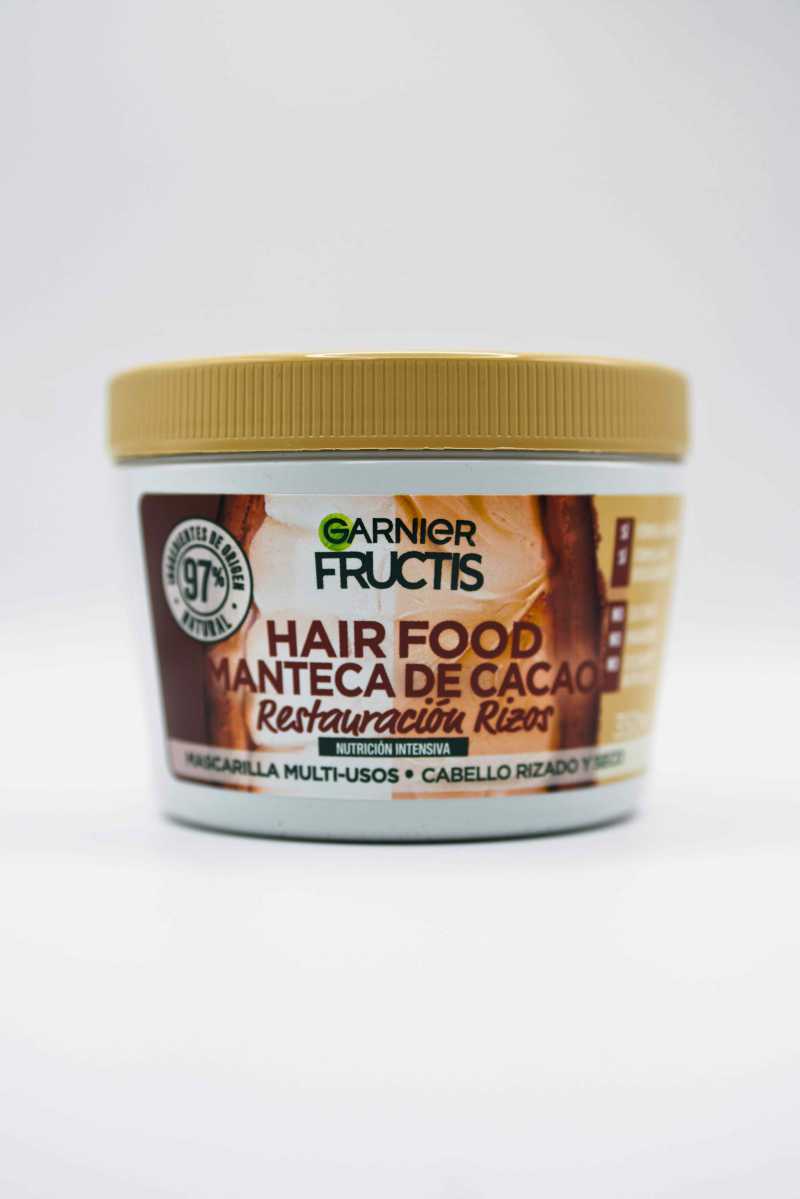 INGREDIENTES DE ORIGEN
97%
NATURAL
GARNIER
FRUCTIS
HAIR FOOD
MANTECA DE CACAO
Restauración Rizos
NUTRICIÓN INTENSIVA
MASCARILLA MULTI-USOS • CABELLO RIZADO Y SECO